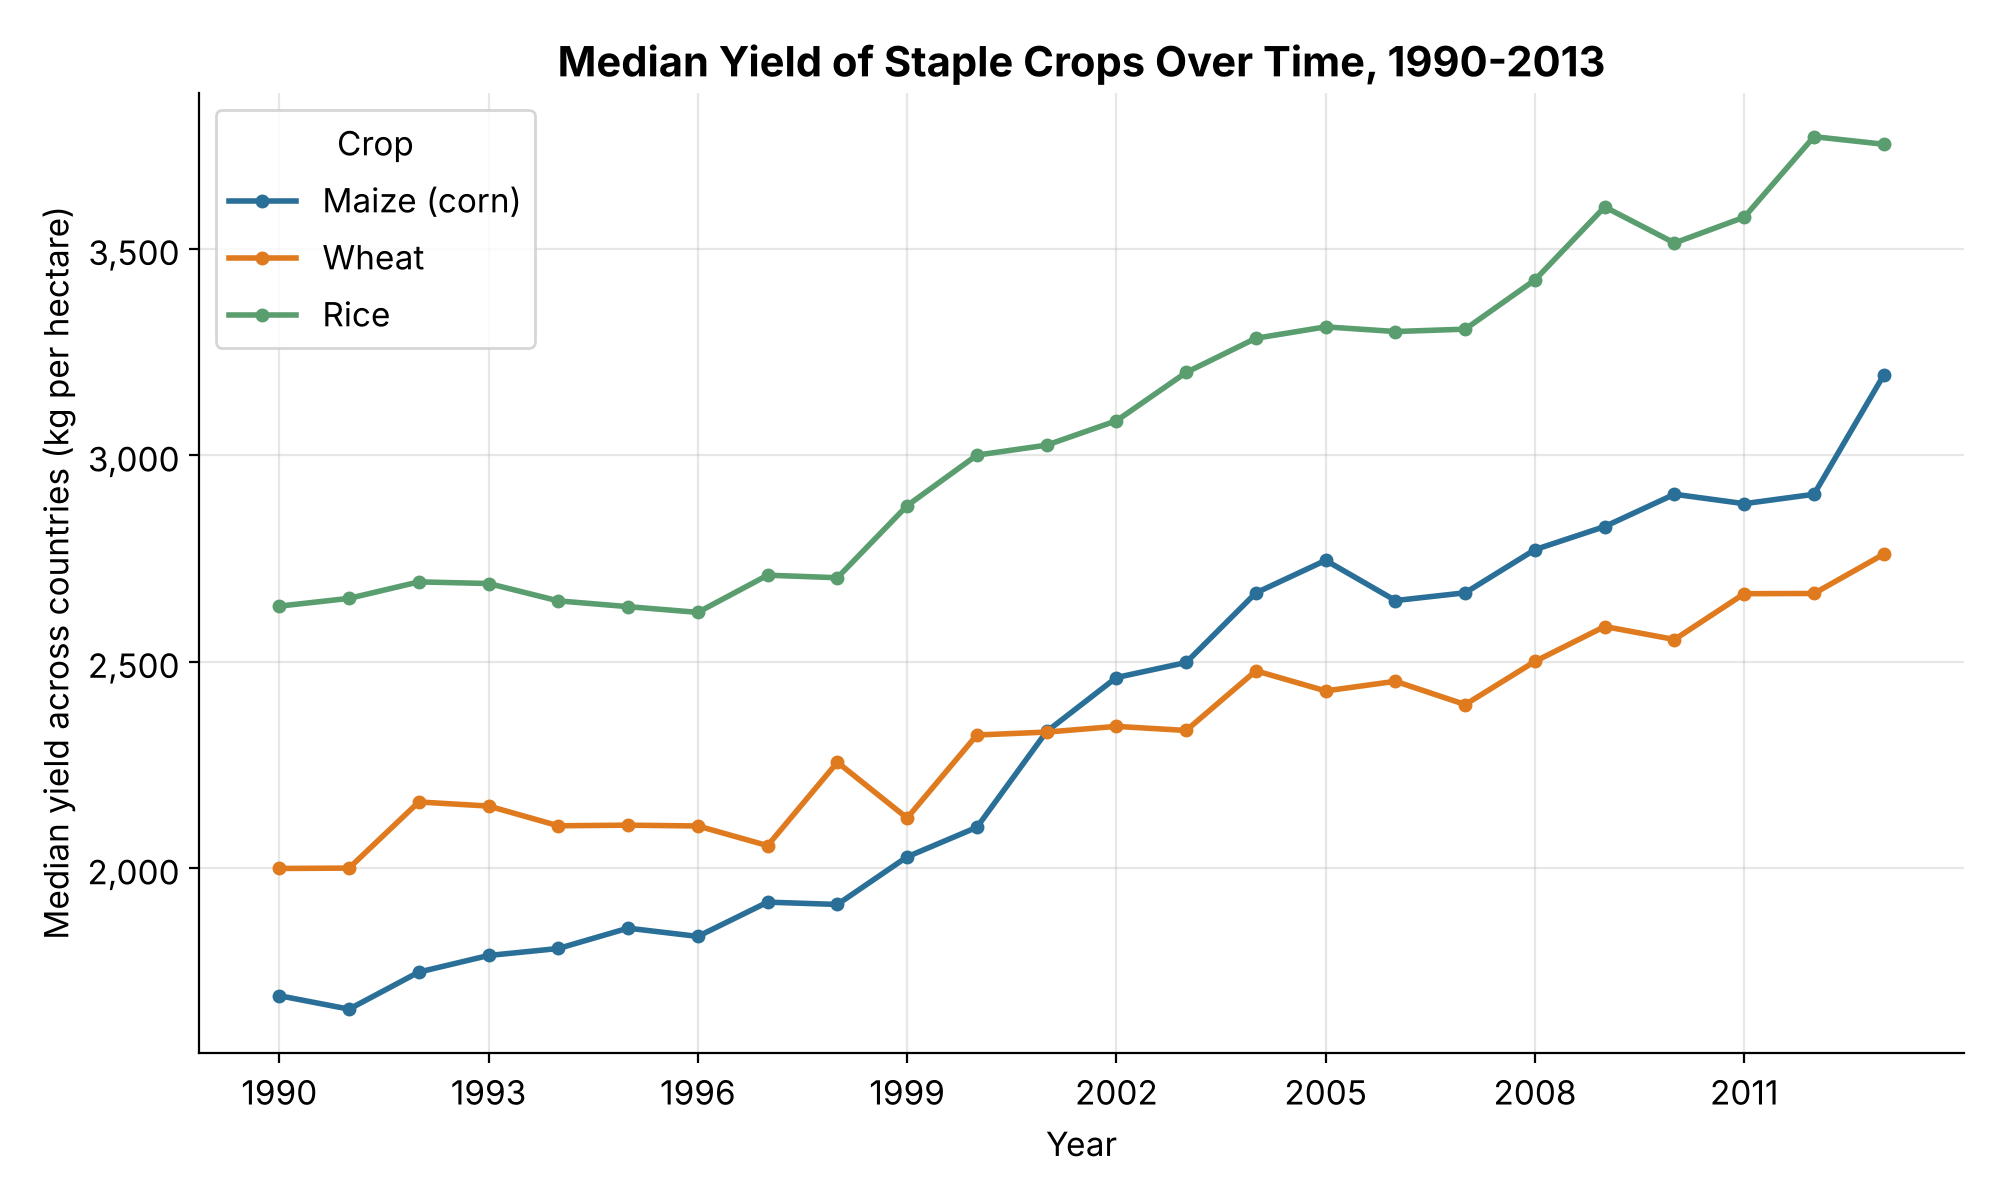 Median Yield of Staple Crops Over Time, 1990-2013
Crop
Maize (corn)
Wheat
Rice
Median yield across countries (kg per hectare)
3,500
3,000
2,500
2,000
1990 1993 1996 1999 2002 2005 2008 2011
Year